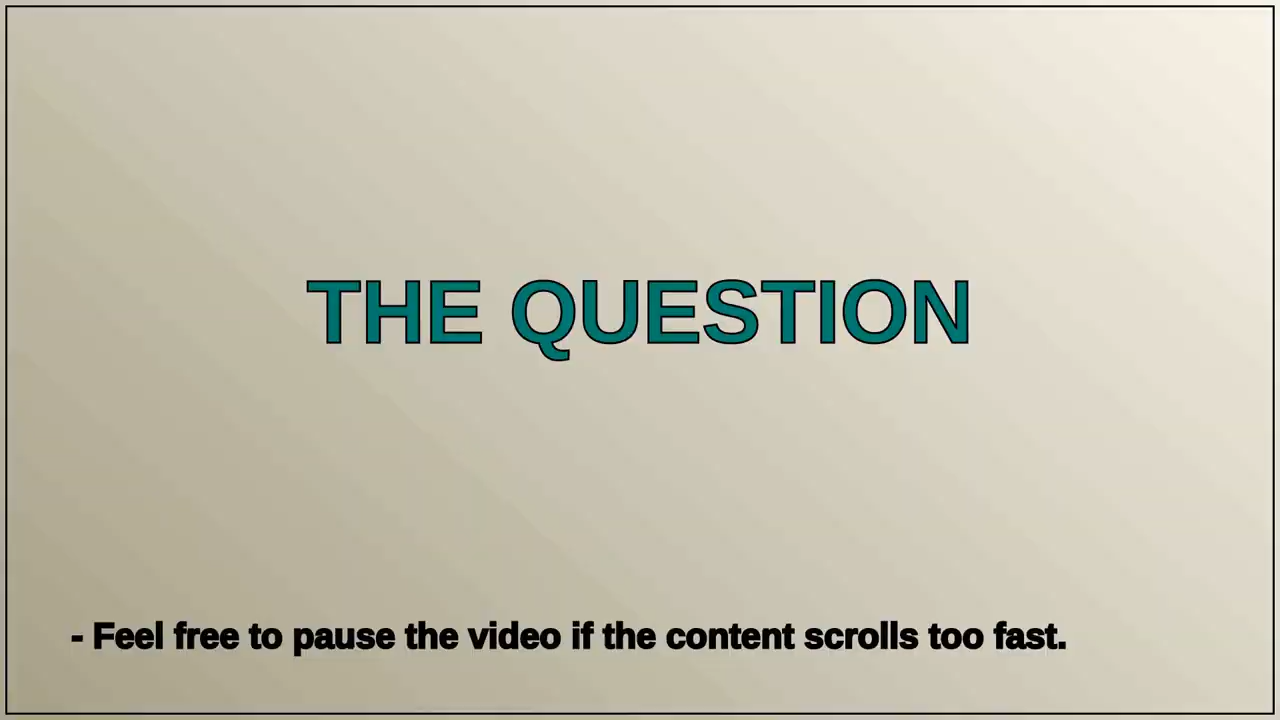 THE QUESTION
- Feel free to pause the video if the content scrolls too fast.